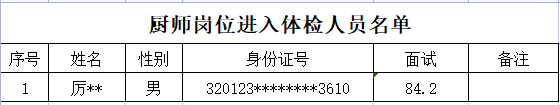 厨师岗位进入体检人员名单
序号 姓名 性别 身份证号 面试 备注
1 厉** 男 320123********3610 84.2